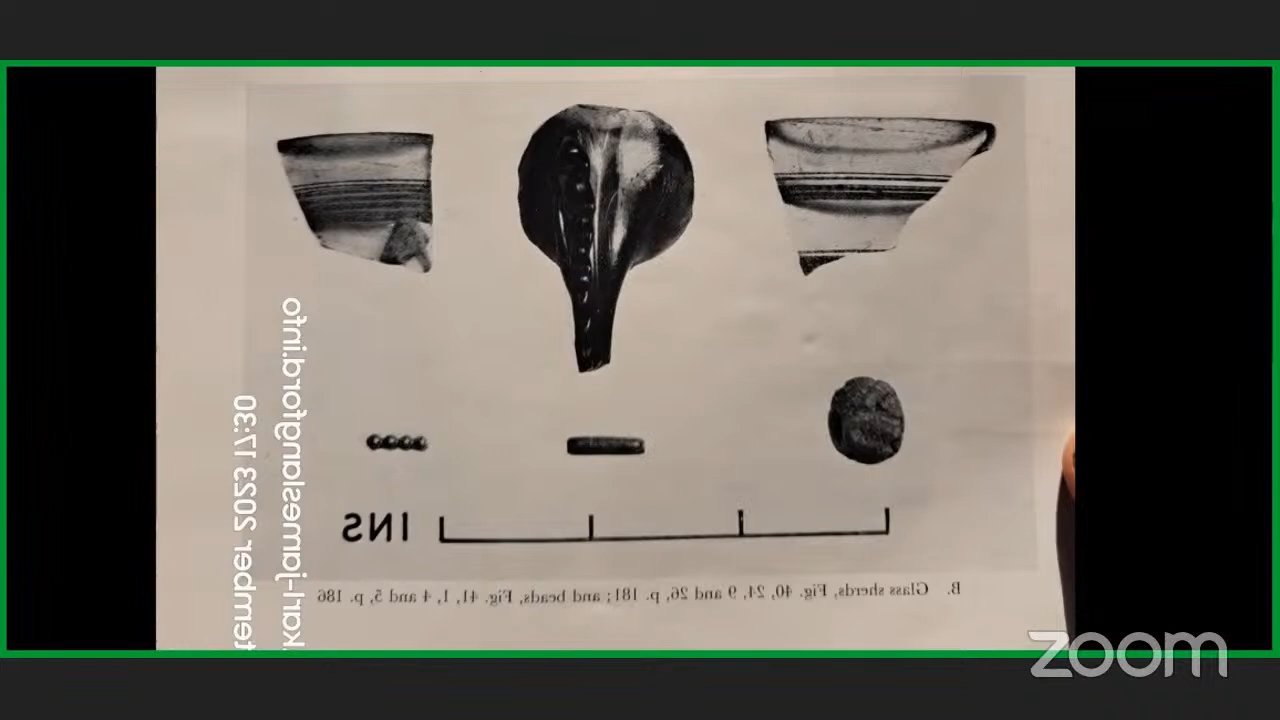 INS
B. Glass sherds, Fig. 40, 24, 9 and 26, p. 181; and beads, Fig. 41, 1, 4 and 5, p. 186
tember 2023 17:30
karl-jameslangford.info
zoom